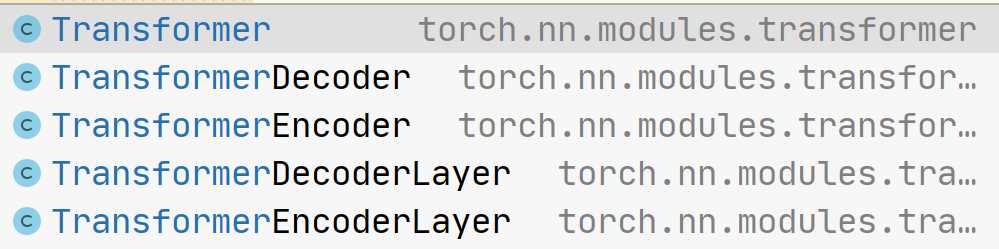 C Transformer torch.nn.modules.transformer
C TransformerDecoder torch.nn.modules.transfor…
C TransformerEncoder torch.nn.modules.transfor…
C TransformerDecoderLayer torch.nn.modules.tra…
C TransformerEncoderLayer torch.nn.modules.tra…